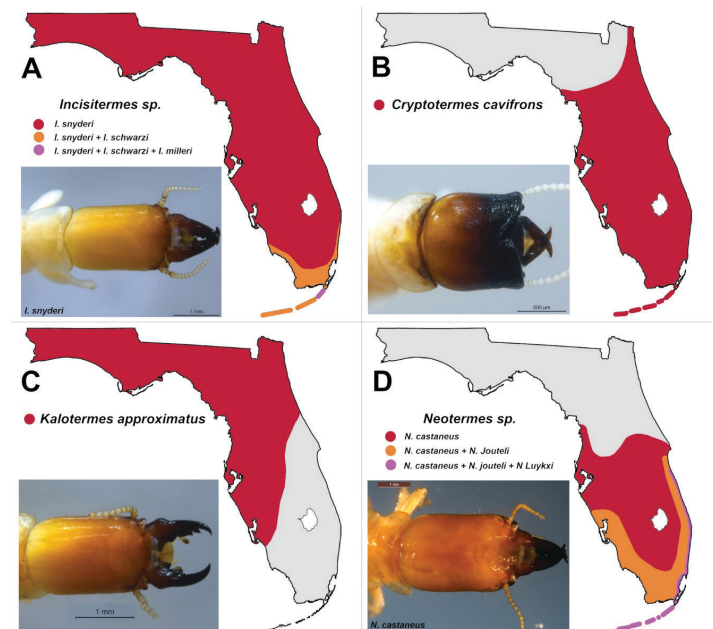 A
Incisitermes sp.
I. snyderi
I. snyderi + I. schwarzi
I. snyderi + I. schwarzi + I. milleri
I. snyderi
1 mm
B
Cryptotermes cavifrons
500 µm
C
Kalotermes approximatus
1 mm
D
Neotermes sp.
N. castaneus
N. castaneus + N. Jouteli
N. castaneus + N. jouteli + N Luykxi
1 mm
N. castaneus